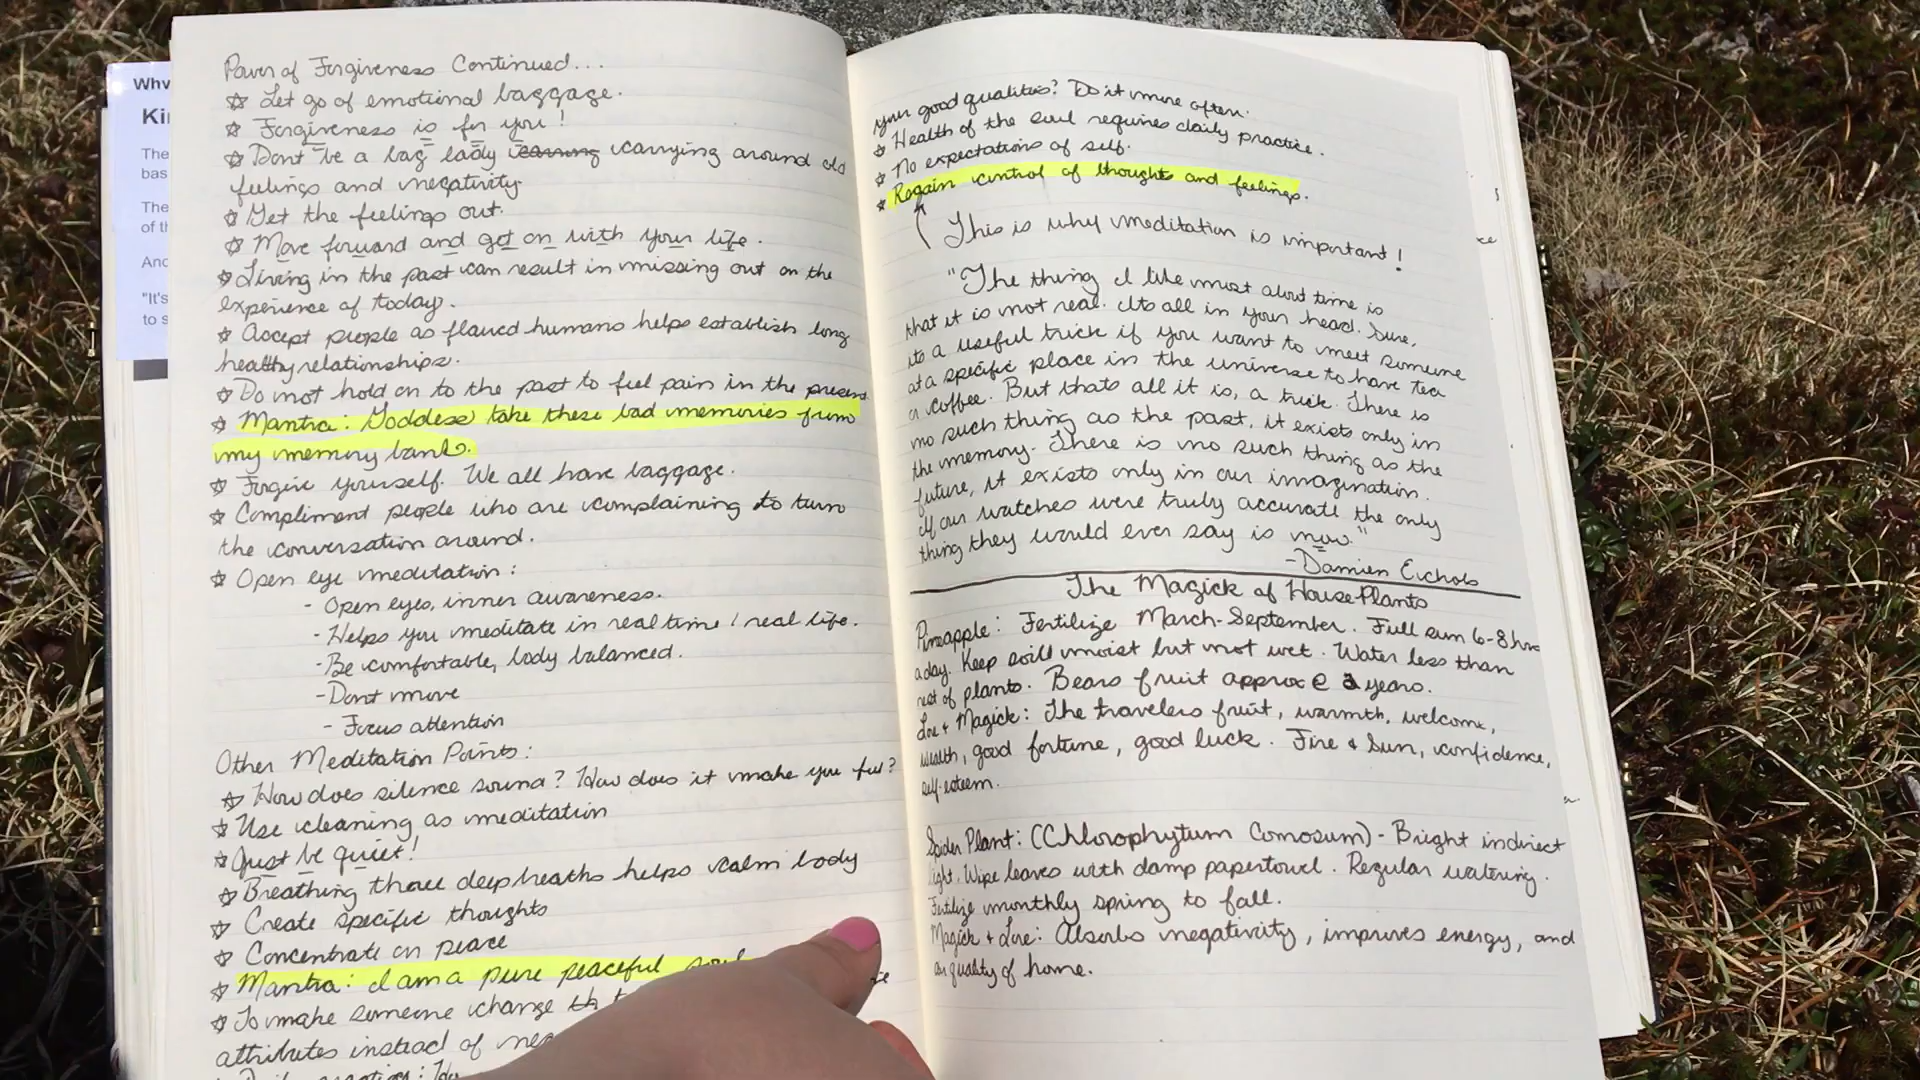 Why
Ki
The
bas
The
of th
And
"It's
to s
Power of Forgiveness Continued...
☆ Let go of emotional baggage.
☆ Forgiveness is for you!
☆ Dont be a bag lady carrying around old
feelings and negativity.
☆ Get the feelings out.
☆ Move forward and get on with your life.
☆ Living in the past can result in missing out on the
experience of today.
☆ Accept people as flawed humans helps establish long
healthy relationships.
☆ Do not hold on to the past to feel pain in the present.
☆ Mantra: Goddess take these bad memories from
my memory bank.
☆ Forgive yourself. We all have baggage.
☆ Compliment people who are complaining to turn
the conversation around.
☆ Open eye meditation:
- Open eyes, inner awareness.
- Helps you meditate in real time / real life.
- Be comfortable, body balanced.
- Dont move
- Focus attention
Other Meditation Points:
☆ How does silence sound? How does it make you feel?
☆ Use cleaning as meditation
☆ Just be quiet!
☆ Breathing three deep breaths helps calm body
☆ Create specific thoughts
☆ Concentrate on peace
☆ Mantra: I am a pure peaceful soul
☆ To make someone change
attributes instead of
your good qualities? Do it more often.
☆ Health of the soul requires daily practice.
☆ No expectations of self.
☆ Regain control of thoughts and feelings.
This is why meditation is important!
"The thing I like most about time is
that it is not real. Its all in your head. Sure,
its a useful trick if you want to meet someone
at a specific place in the universe to have tea
or coffee. But thats all it is, a trick. There is
no such thing as the past, it exists only in
the memory. There is no such thing as the
future, it exists only in our imagination.
If our watches were truly accurate the only
thing they would ever say is now."
- Damien Echols
The Magick of House Plants
Pineapple: Fertilize March-September. Full sun 6-8hrs
a day. Keep soil moist but not wet. Water less than
rest of plants. Bears fruit approx @ 2 years.
Lore + Magick: The travelers fruit, warmth, welcome,
wealth, good fortune, good luck. Fire & Sun, confidence,
self-esteem.
Spider Plant: (Chlorophytum Comosum) - Bright indirect
light. Wipe leaves with damp papertowel. Regular watering.
Fertilize monthly spring to fall.
Magick + Lore: Absorbs negativity, improves energy, and
air quality of home.